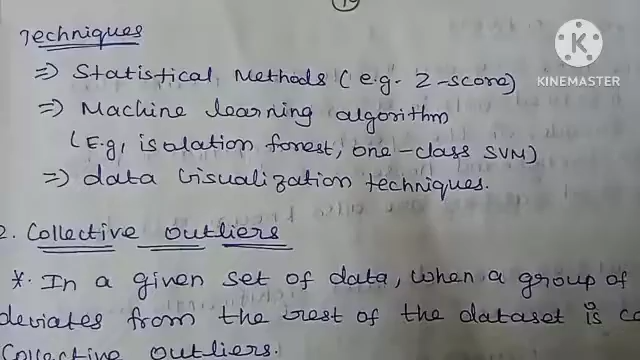 Techniques
=> Statistical Methods (e.g. Z-score)
KINEMASTER
=> Machine learning algorithm
(E.g, isolation forest, one-class SVM)
=> data visualization techniques.
2. Collective outliers
*. In a given set of data, when a group of
deviates from the rest of the dataset is
Collective outliers.